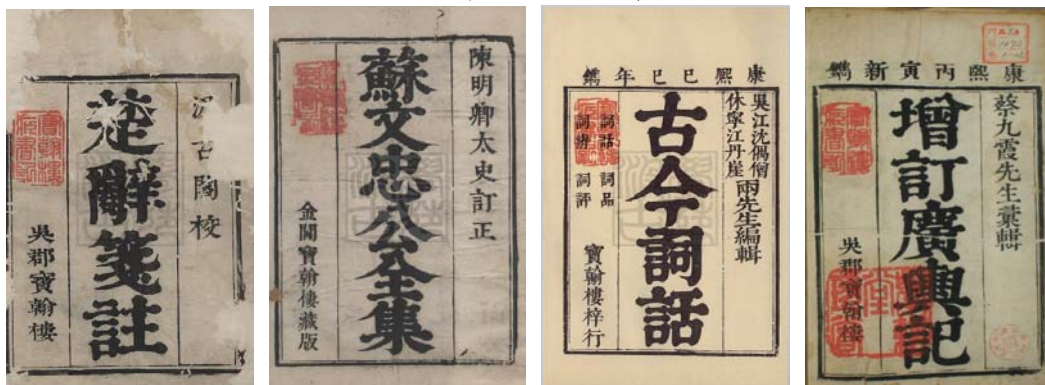 汲古閣校
楚辭箋註
吳郡寶翰樓
陳明卿太史訂正
蘇文忠公全集
金閶寶翰樓藏版
康熙己巳年鐫
吳江沈偶僧
休寧江丹崖
兩先生編輯
古今詞話
詞話 詞品
詞辨 詞評
寶翰樓梓行
康熙丙寅新鐫
蔡九霞先生彙輯
增訂廣輿記
吳郡寶翰樓